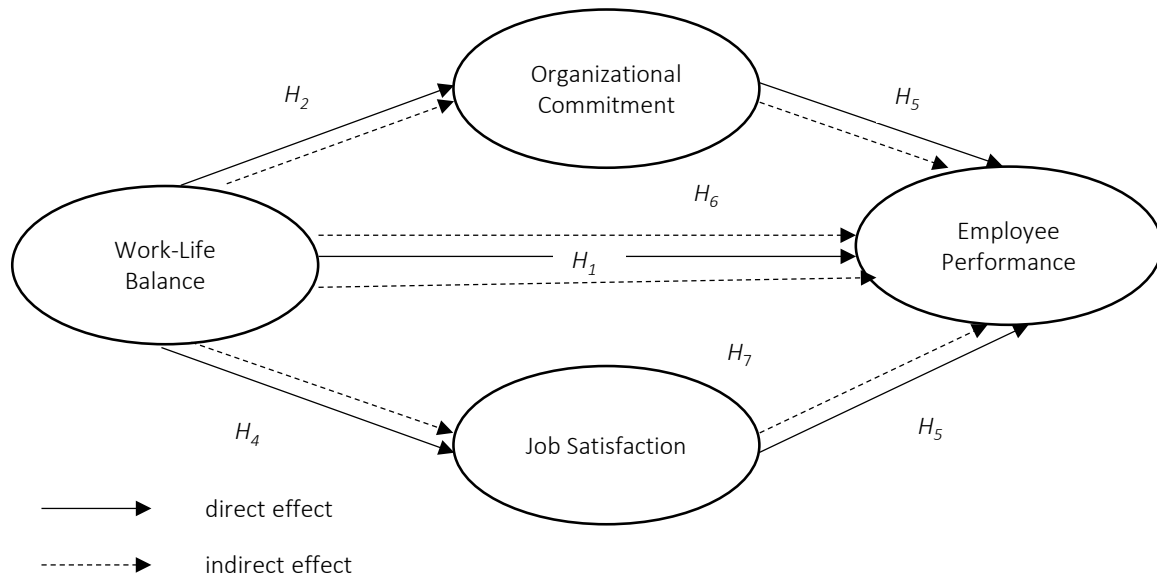 Organizational
Commitment
H2
H5
H6
Work-Life
Balance
Employee
Performance
H1
H7
H4
Job Satisfaction
H5
direct effect
indirect effect